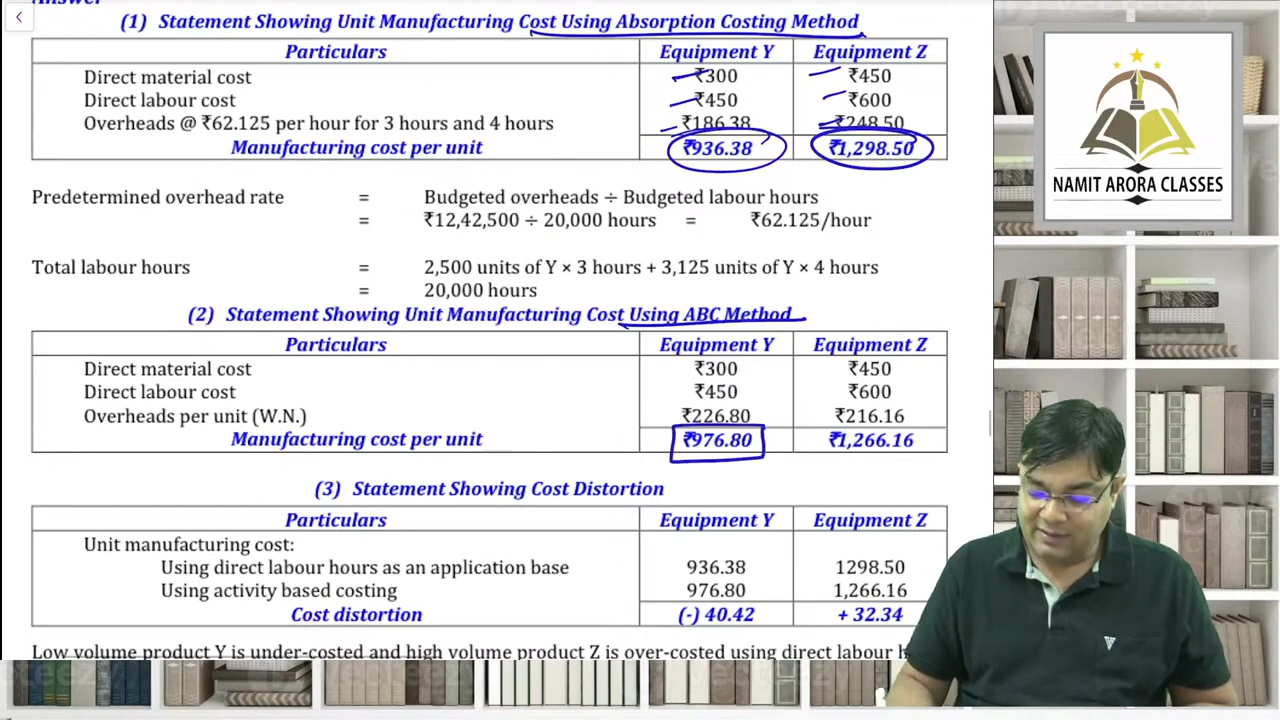 Answer
(1) Statement Showing Unit Manufacturing Cost Using Absorption Costing Method
Particulars Equipment Y Equipment Z
Direct material cost ₹300 ₹450
Direct labour cost ₹450 ₹600
Overheads @ ₹62.125 per hour for 3 hours and 4 hours ₹186.38 ₹248.50
Manufacturing cost per unit ₹936.38 ₹1,298.50
Predetermined overhead rate = Budgeted overheads ÷ Budgeted labour hours
= ₹12,42,500 ÷ 20,000 hours = ₹62.125/hour
Total labour hours = 2,500 units of Y × 3 hours + 3,125 units of Y × 4 hours
= 20,000 hours
(2) Statement Showing Unit Manufacturing Cost Using ABC Method
Particulars Equipment Y Equipment Z
Direct material cost ₹300 ₹450
Direct labour cost ₹450 ₹600
Overheads per unit (W.N.) ₹226.80 ₹216.16
Manufacturing cost per unit ₹976.80 ₹1,266.16
(3) Statement Showing Cost Distortion
Particulars Equipment Y Equipment Z
Unit manufacturing cost:
Using direct labour hours as an application base 936.38 1298.50
Using activity based costing 976.80 1,266.16
Cost distortion (-) 40.42 + 32.34
Low volume product Y is under-costed and high volume product Z is over-costed using direct labour
NAMIT ARORA CLASSES